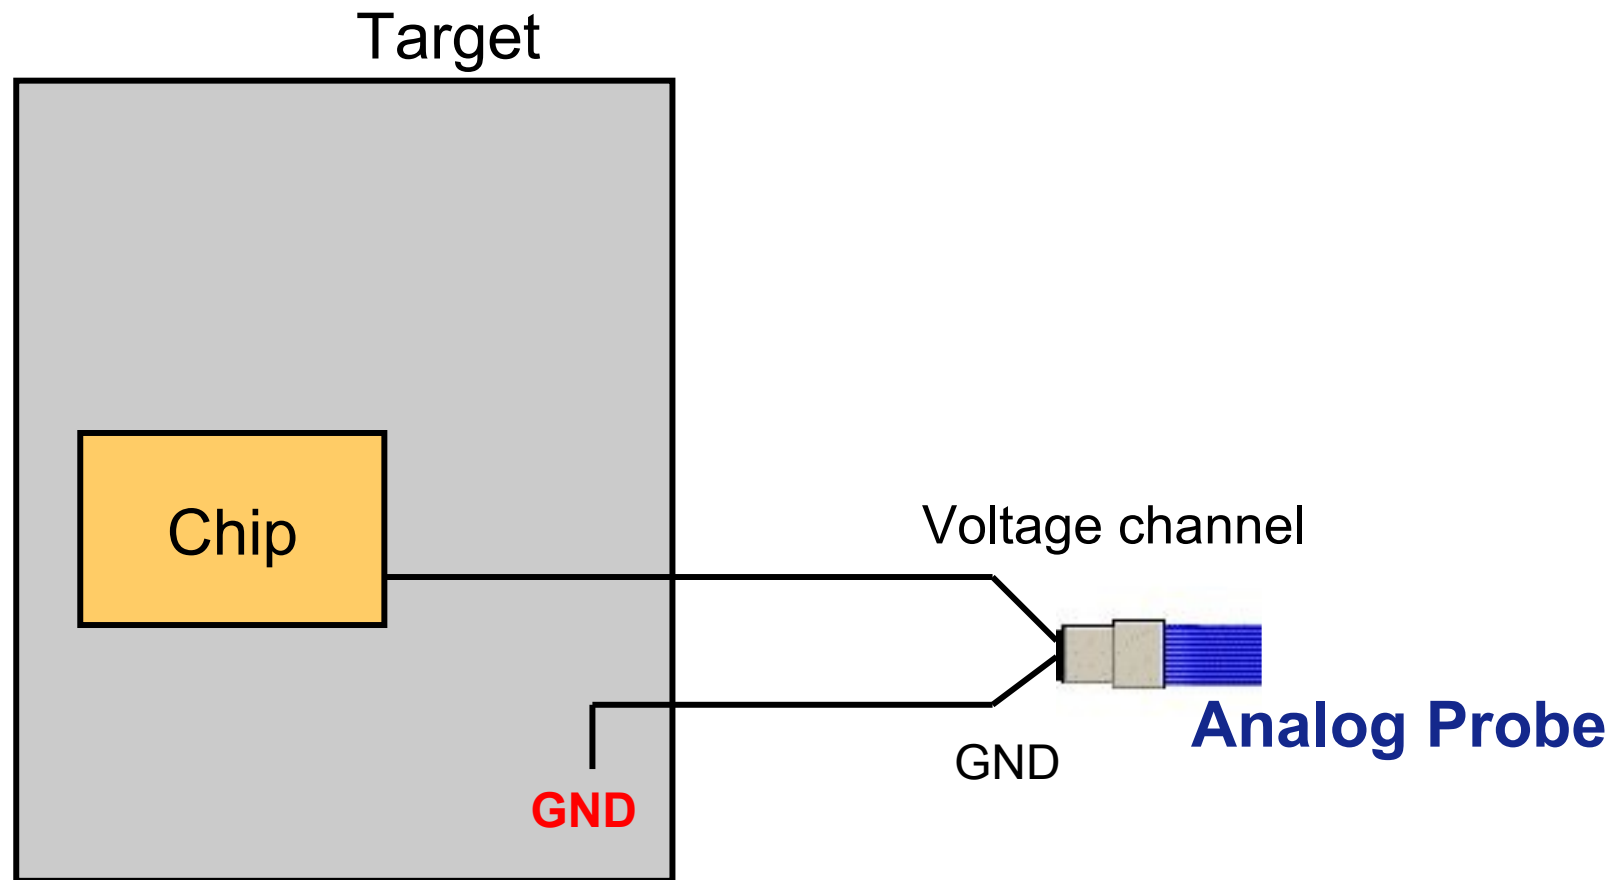 Target
Chip
Voltage channel
Analog Probe
GND
GND